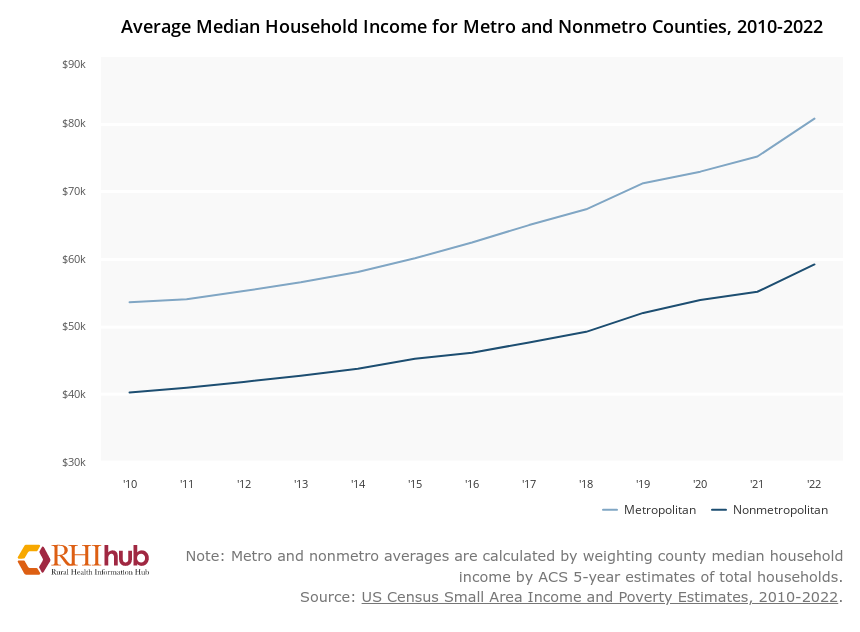 Average Median Household Income for Metro and Nonmetro Counties, 2010-2022
$90k
$80k
$70k
$60k
$50k
$40k
$30k
'10 '11 '12 '13 '14 '15 '16 '17 '18 '19 '20 '21 '22
Metropolitan Nonmetropolitan
RHIhub
Rural Health Information Hub
Note: Metro and nonmetro averages are calculated by weighting county median household
income by ACS 5-year estimates of total households.
Source: US Census Small Area Income and Poverty Estimates, 2010-2022.